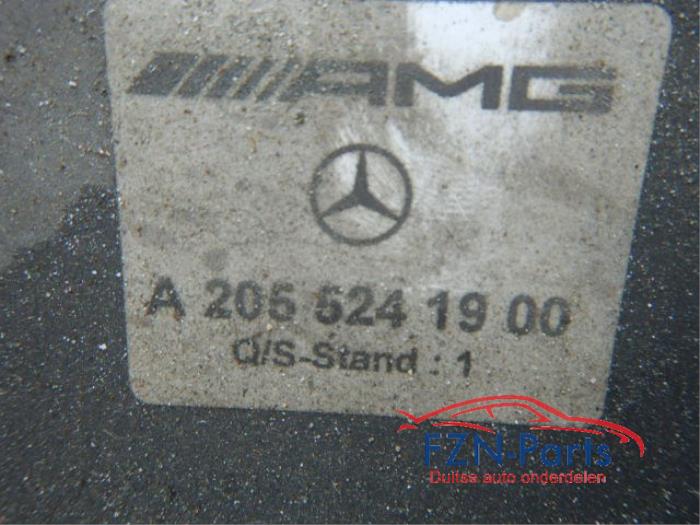 AMG
A 205 524 19 00
Q/S-Stand : 1
FZN-Parts
Duitse auto onderdelen